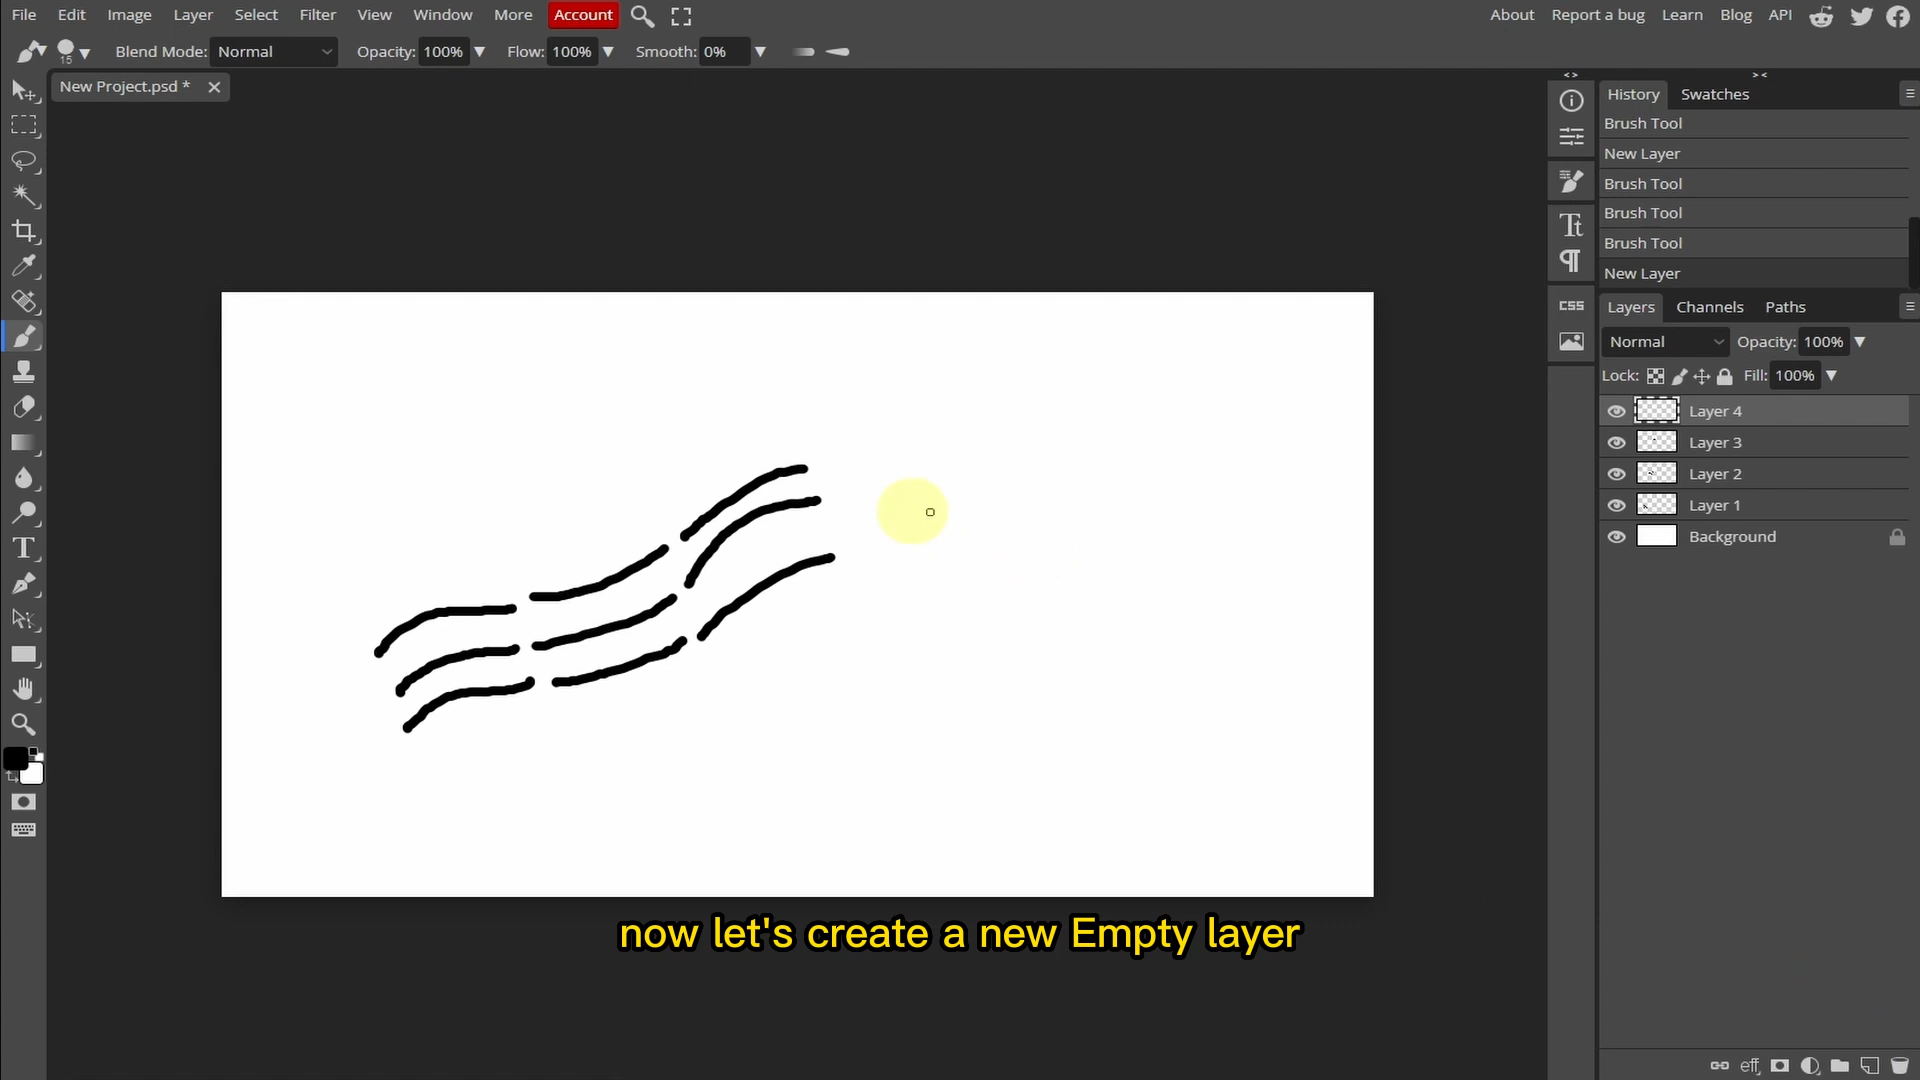 File Edit Image Layer Select Filter View Window More Account About Report a bug Learn Blog API
15 Blend Mode: Normal Opacity: 100% Flow: 100% Smooth: 0%
New Project.psd *
History Swatches
Brush Tool
New Layer
Brush Tool
Brush Tool
Brush Tool
New Layer
CSS
Layers Channels Paths
Normal Opacity: 100%
Lock: Fill: 100%
Layer 4
Layer 3
Layer 2
Layer 1
Background
now let's create a new Empty layer
eff